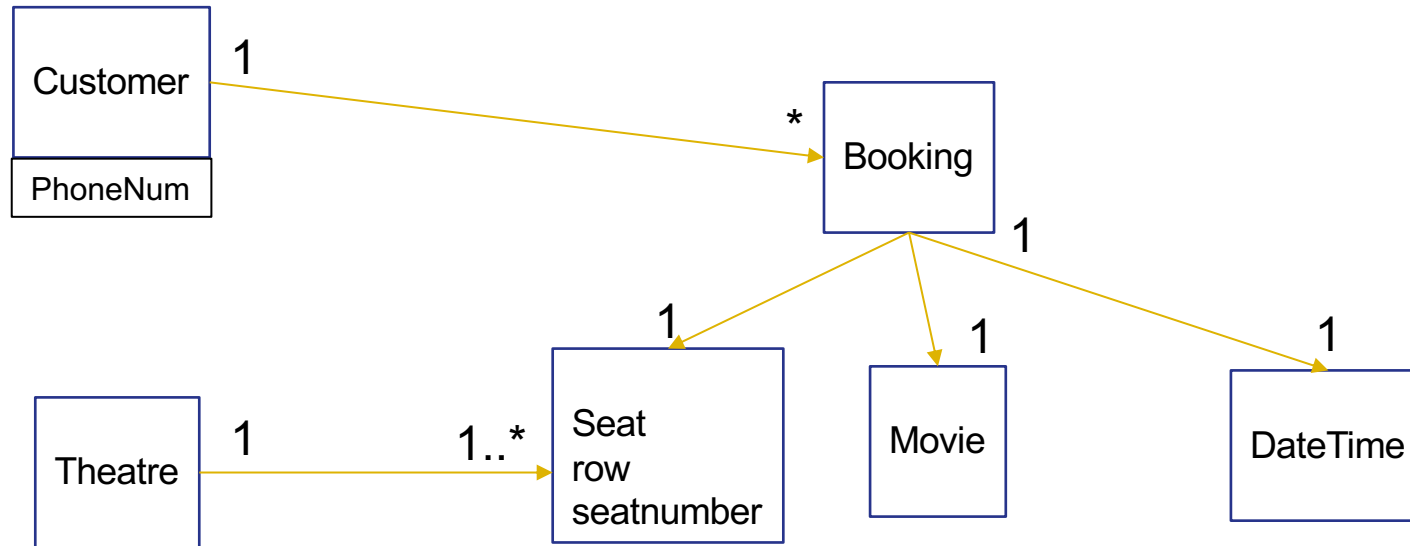 Customer
PhoneNum
1
*
Booking
1
1
1
1
Theatre
1
1..*
Seat
row
seatnumber
Movie
DateTime